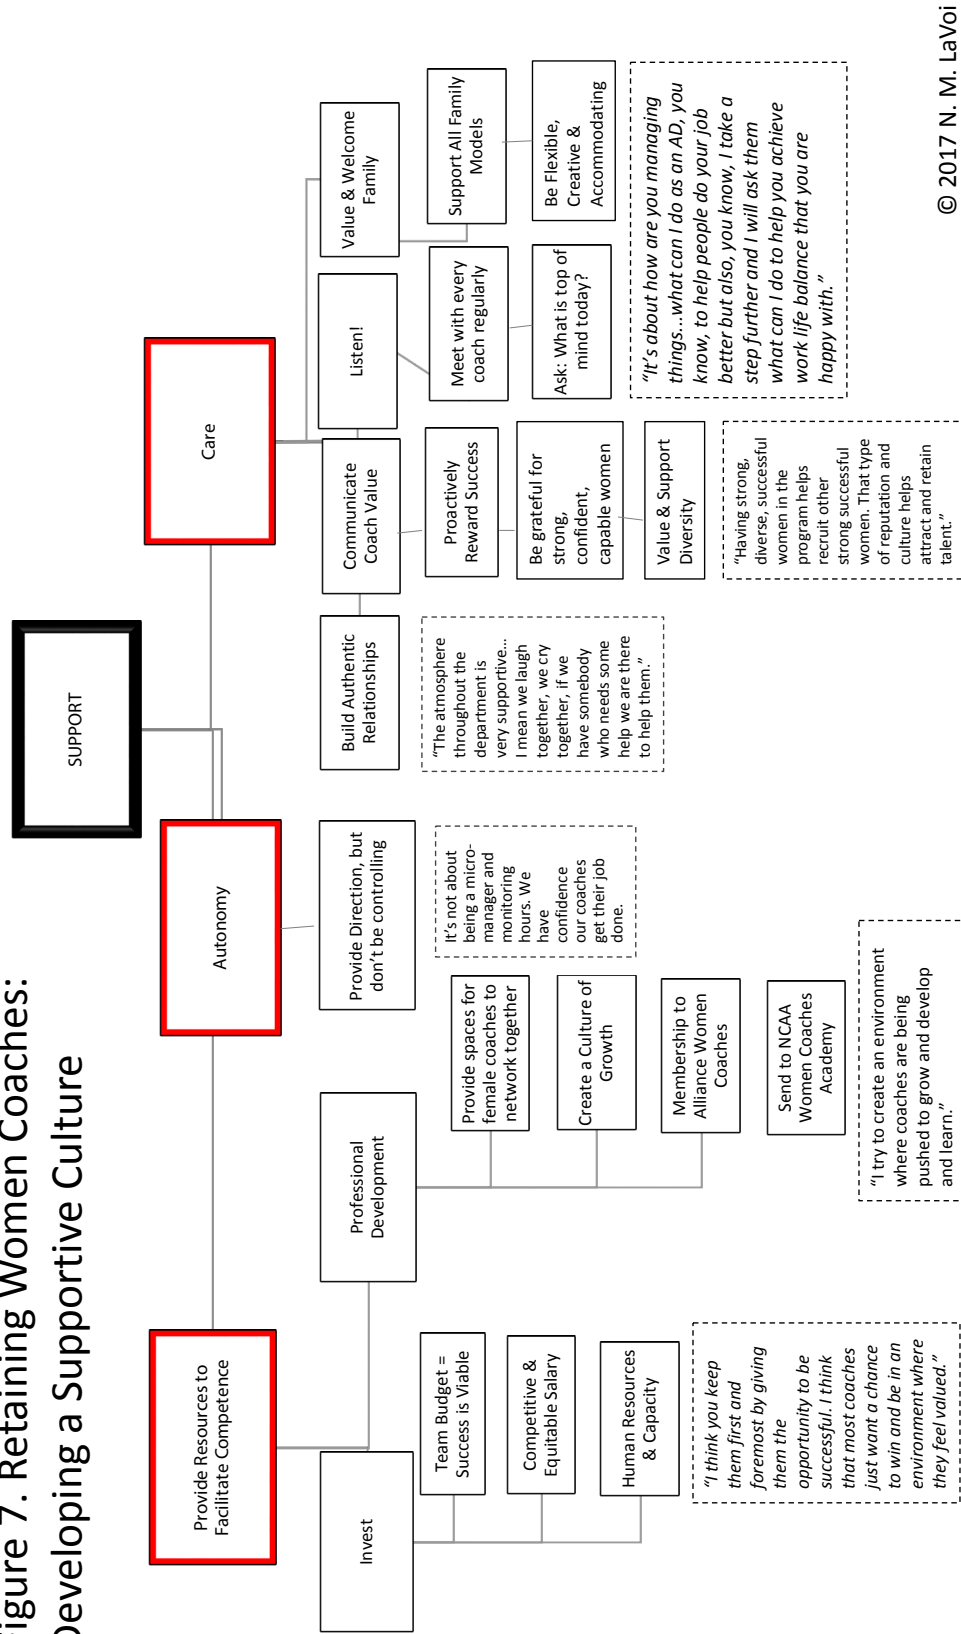 igure 7. Retaining Women Coaches:
Developing a Supportive Culture
SUPPORT
Provide Resources to
Facilitate Competence
Autonomy
Care
Invest
Team Budget =
Success is Viable
Competitive &
Equitable Salary
Human Resources
& Capacity
"I think you keep
them first and
foremost by giving
them the
opportunity to be
successful. I think
that most coaches
just want a chance
to win and be in an
environment where
they feel valued."
Professional
Development
Provide spaces for
female coaches to
network together
Create a Culture of
Growth
Membership to
Alliance Women
Coaches
Send to NCAA
Women Coaches
Academy
"I try to create an environment
where coaches are being
pushed to grow and develop
and learn."
Provide Direction, but
don't be controlling
It's not about
being a micro-
manager and
monitoring
hours. We
have
confidence
our coaches
get their job
done.
Build Authentic
Relationships
"The atmosphere
throughout the
department is
very supportive...
I mean we laugh
together, we cry
together, if we
have somebody
who needs some
help we are there
to help them."
Communicate
Coach Value
Proactively
Reward Success
Be grateful for
strong,
confident,
capable women
Value & Support
Diversity
"Having strong,
diverse, successful
women in the
program helps
recruit other
strong successful
women. That type
of reputation and
culture helps
attract and retain
talent."
Listen!
Meet with every
coach regularly
Ask: What is top of
mind today?
Value & Welcome
Family
Support All Family
Models
Be Flexible,
Creative &
Accommodating
"It's about how are you managing
things...what can I do as an AD, you
know, to help people do your job
better but also, you know, I take a
step further and I will ask them
what can I do to help you achieve
work life balance that you are
happy with."
© 2017 N. M. LaVoi